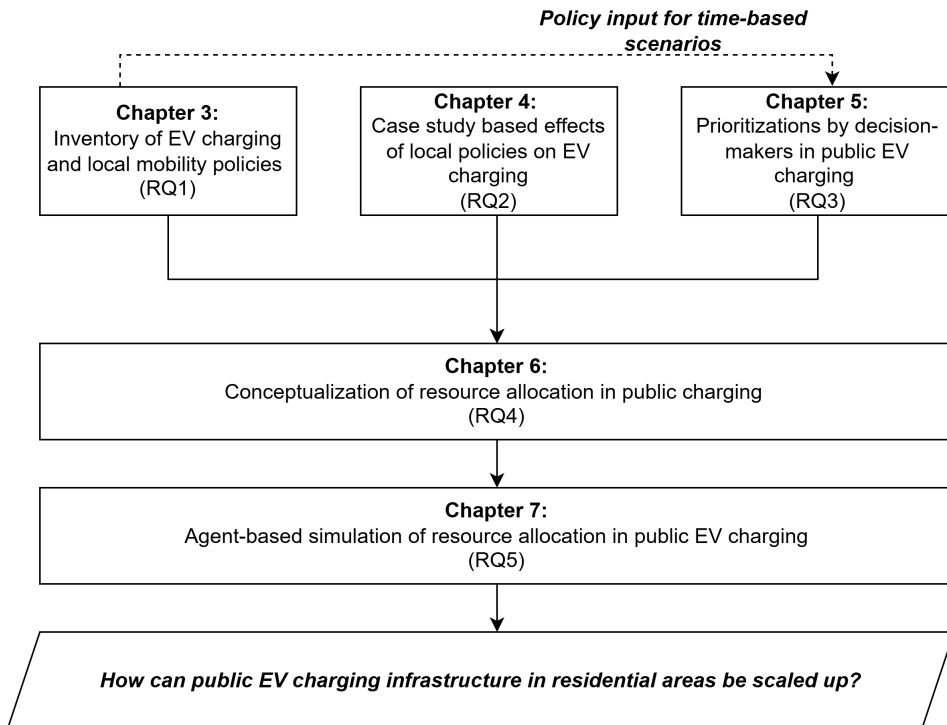 Policy input for time-based
scenarios
Chapter 3:
Inventory of EV charging
and local mobility policies
(RQ1)
Chapter 4:
Case study based effects
of local policies on EV
charging
(RQ2)
Chapter 5:
Prioritizations by decision-
makers in public EV
charging
(RQ3)
Chapter 6:
Conceptualization of resource allocation in public charging
(RQ4)
Chapter 7:
Agent-based simulation of resource allocation in public EV charging
(RQ5)
How can public EV charging infrastructure in residential areas be scaled up?